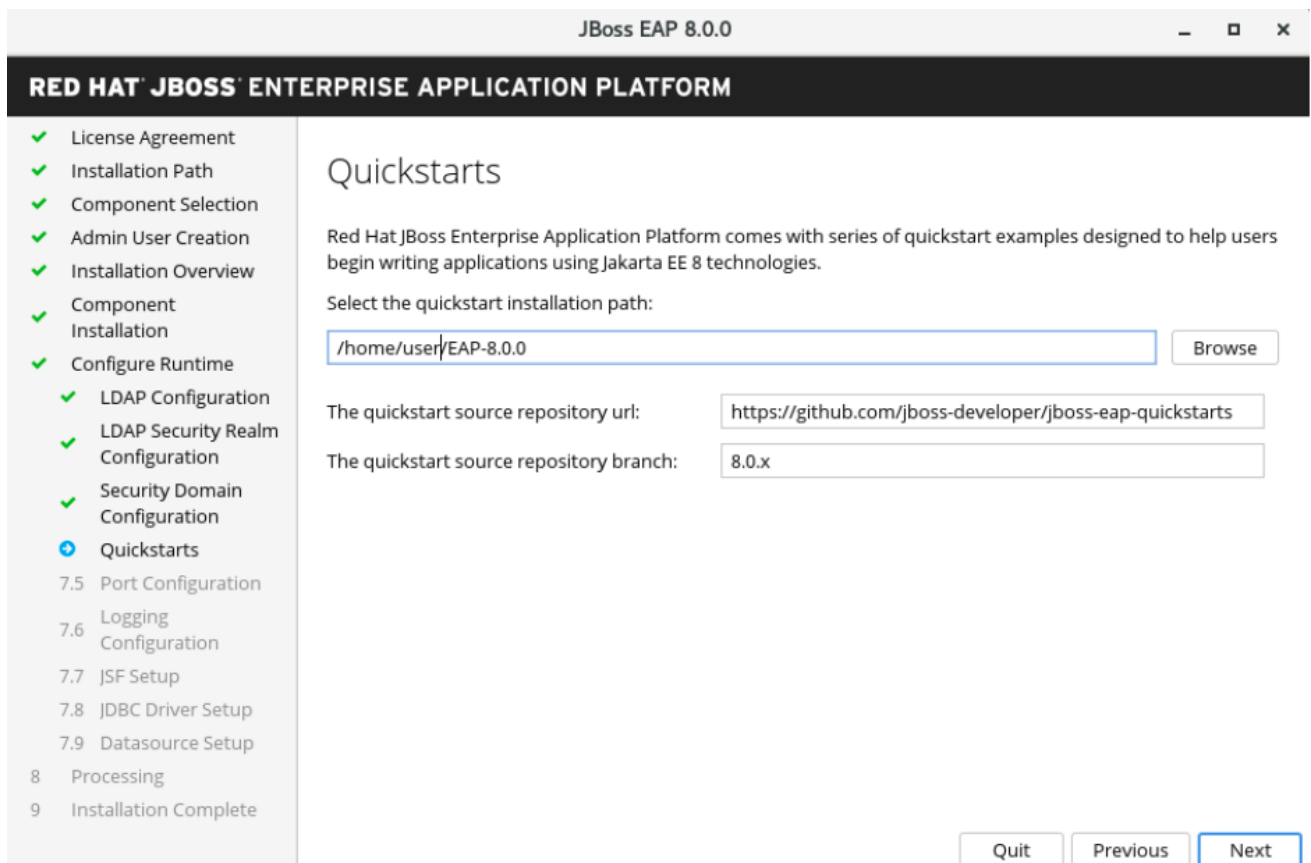 JBoss EAP 8.0.0
RED HAT® JBOSS® ENTERPRISE APPLICATION PLATFORM
License Agreement
Installation Path
Component Selection
Admin User Creation
Installation Overview
Component
Installation
Configure Runtime
LDAP Configuration
LDAP Security Realm
Configuration
Security Domain
Configuration
Quickstarts
7.5 Port Configuration
7.6 Logging
Configuration
7.7 JSF Setup
7.8 JDBC Driver Setup
7.9 Datasource Setup
8 Processing
9 Installation Complete
Quickstarts
Red Hat JBoss Enterprise Application Platform comes with series of quickstart examples designed to help users
begin writing applications using Jakarta EE 8 technologies.
Select the quickstart installation path:
/home/user/EAP-8.0.0 Browse
The quickstart source repository url: https://github.com/jboss-developer/jboss-eap-quickstarts
The quickstart source repository branch: 8.0.x
Quit Previous Next